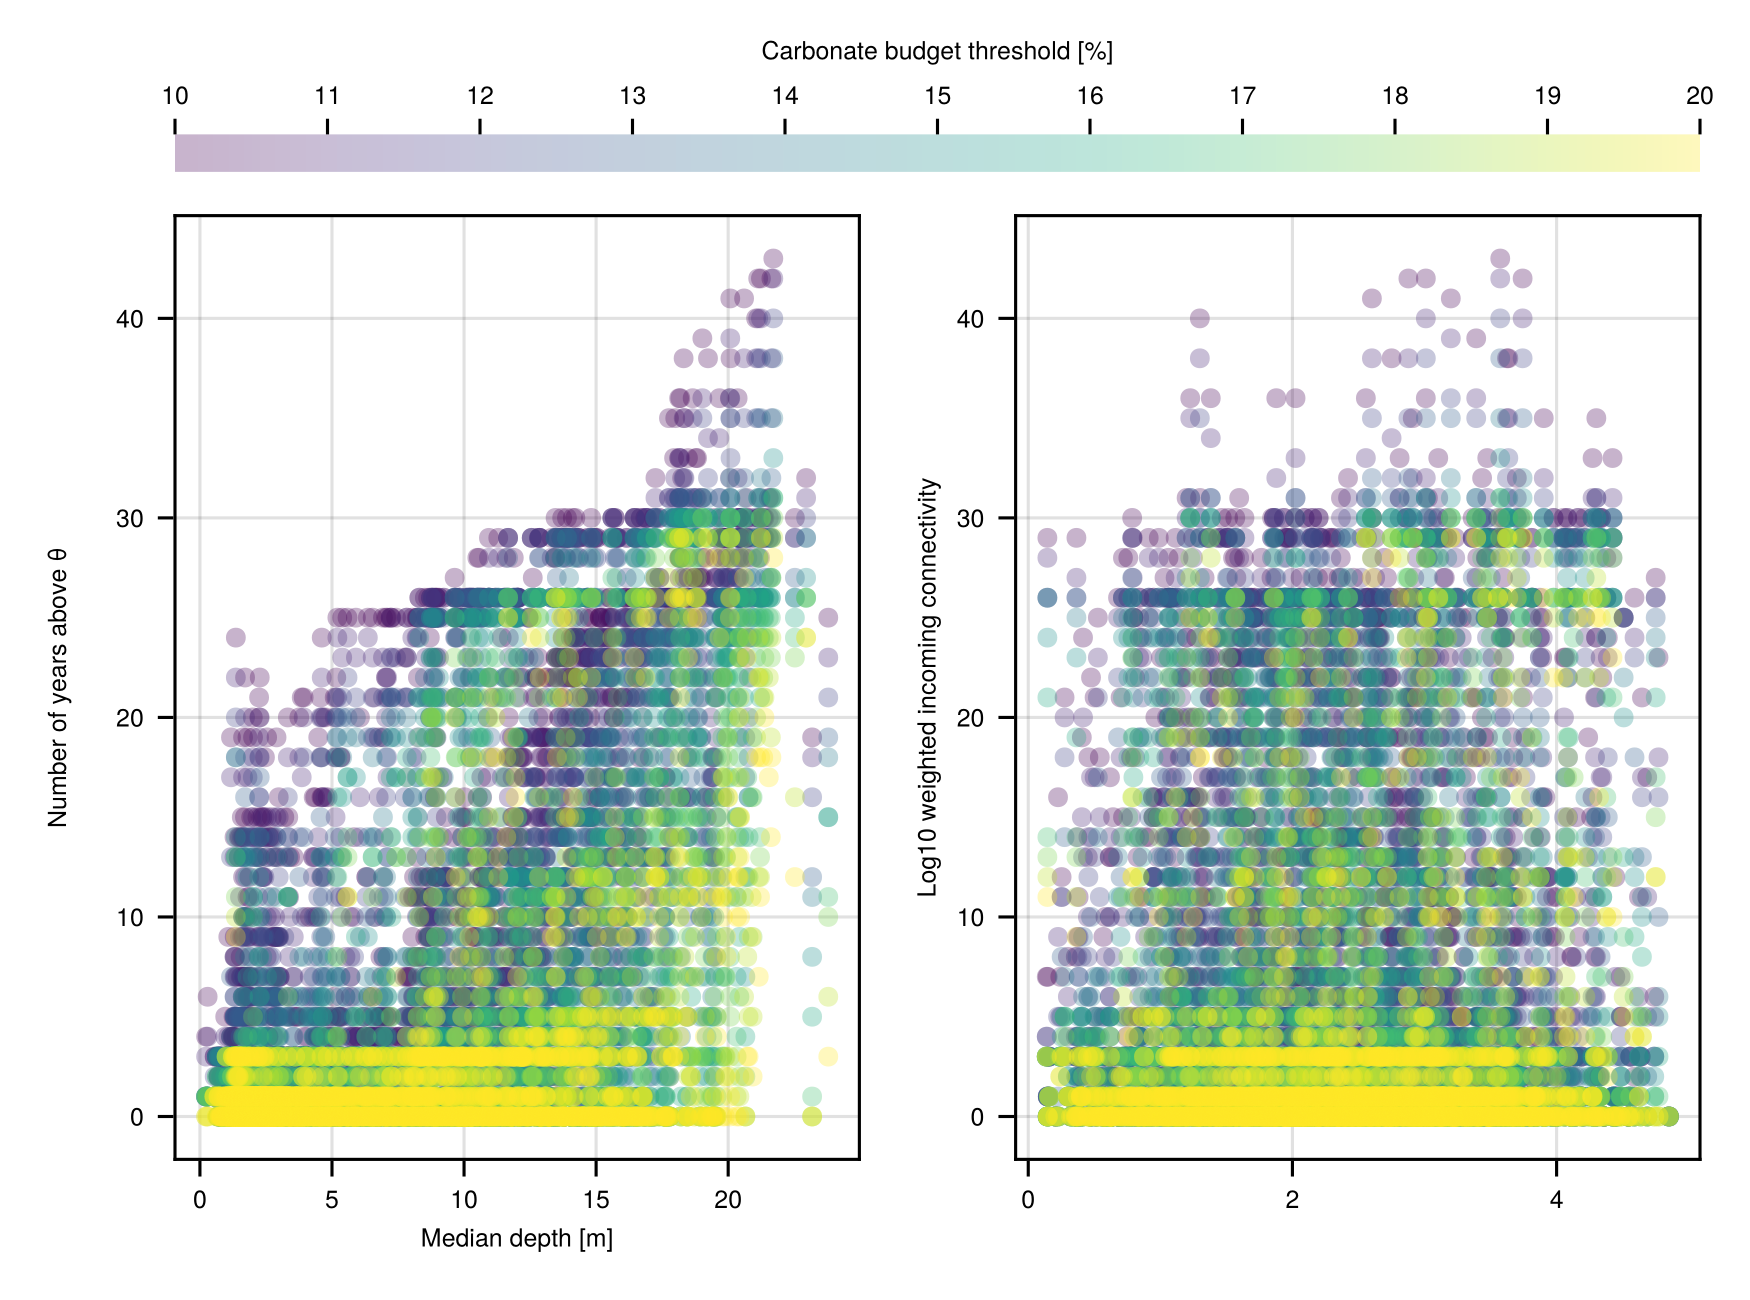 Carbonate budget threshold [%]
10 11 12 13 14 15 16 17 18 19 20
Number of years above θ
40
30
20
10
0
0 5 10 15 20
Median depth [m]
Log10 weighted incoming connectivity
40
30
20
10
0
0 2 4